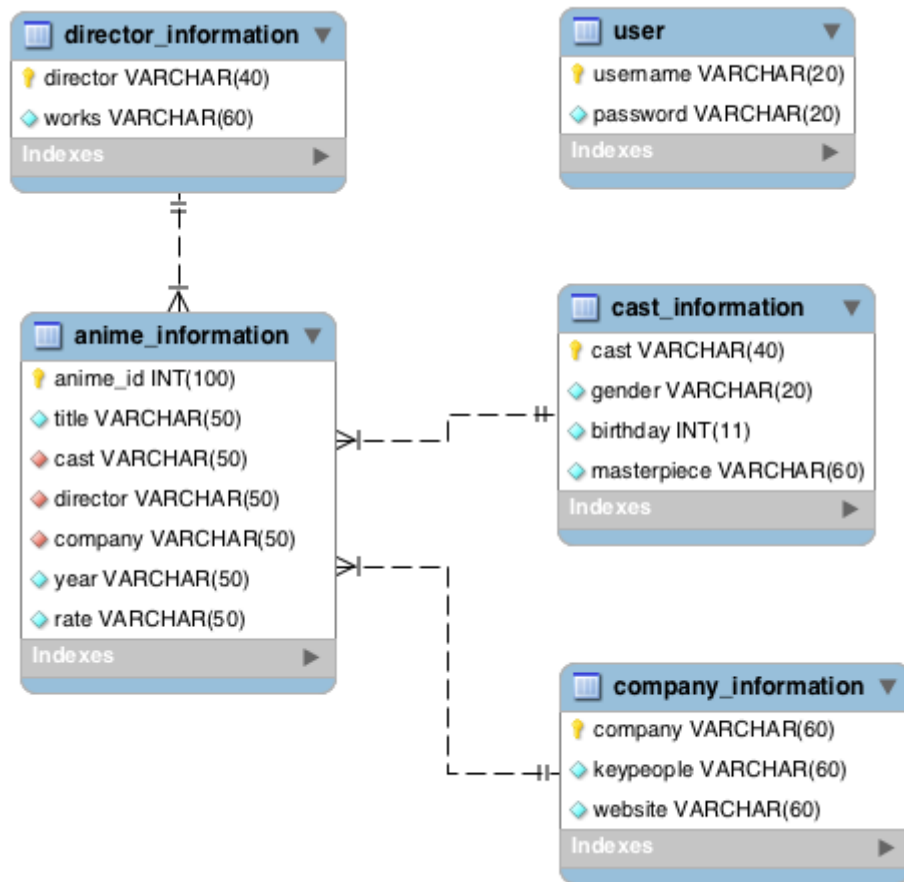 director_information
director VARCHAR(40)
works VARCHAR(60)
Indexes
user
username VARCHAR(20)
password VARCHAR(20)
Indexes
anime_information
anime_id INT(100)
title VARCHAR(50)
cast VARCHAR(50)
director VARCHAR(50)
company VARCHAR(50)
year VARCHAR(50)
rate VARCHAR(50)
Indexes
cast_information
cast VARCHAR(40)
gender VARCHAR(20)
birthday INT(11)
masterpiece VARCHAR(60)
Indexes
company_information
company VARCHAR(60)
keypeople VARCHAR(60)
website VARCHAR(60)
Indexes